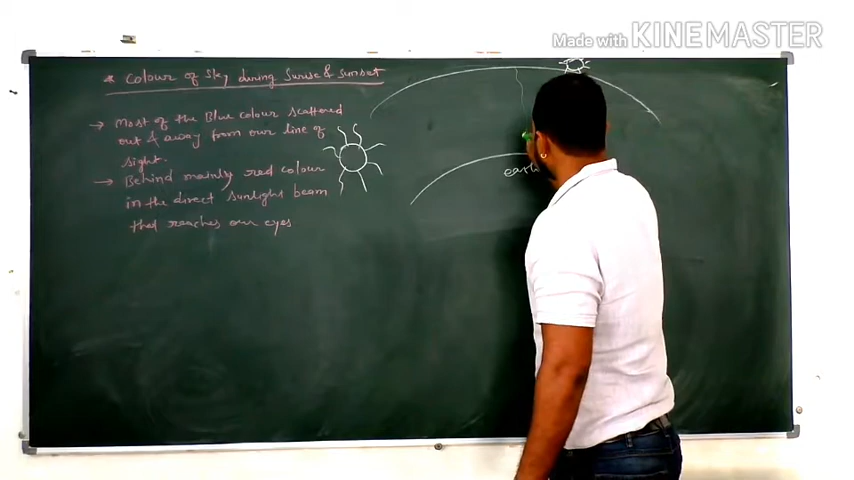 Made with KINEMASTER
* Colour of sky during Sunrise & Sunset
→ Most of the Blue colour scattered
out & away from our line of
sight.
→ Behind mainly red colour
in the direct sunlight beam
that reaches our eyes
earth